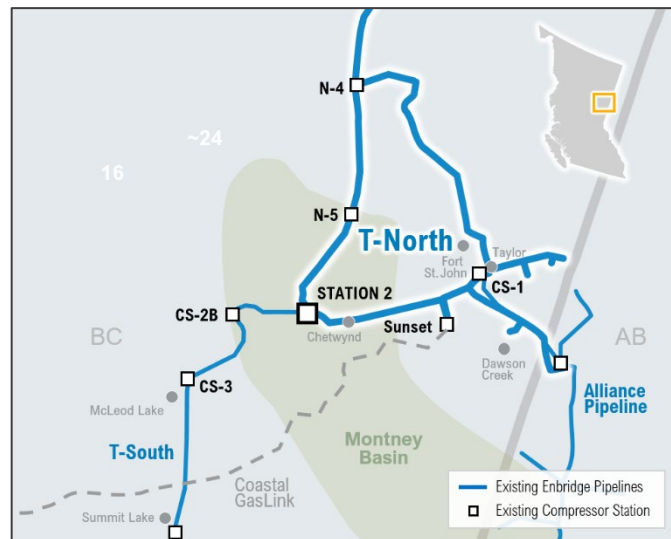 N-4
~24
16
N-5
T-North
Fort
St. John
Taylor
CS-1
STATION 2
CS-2B
Chetwynd
Sunset
BC
AB
CS-3
Dawson
Creek
McLeod Lake
Alliance
Pipeline
T-South
Montney
Basin
Coastal
GasLink
Summit Lake
Existing Enbridge Pipelines
Existing Compressor Station